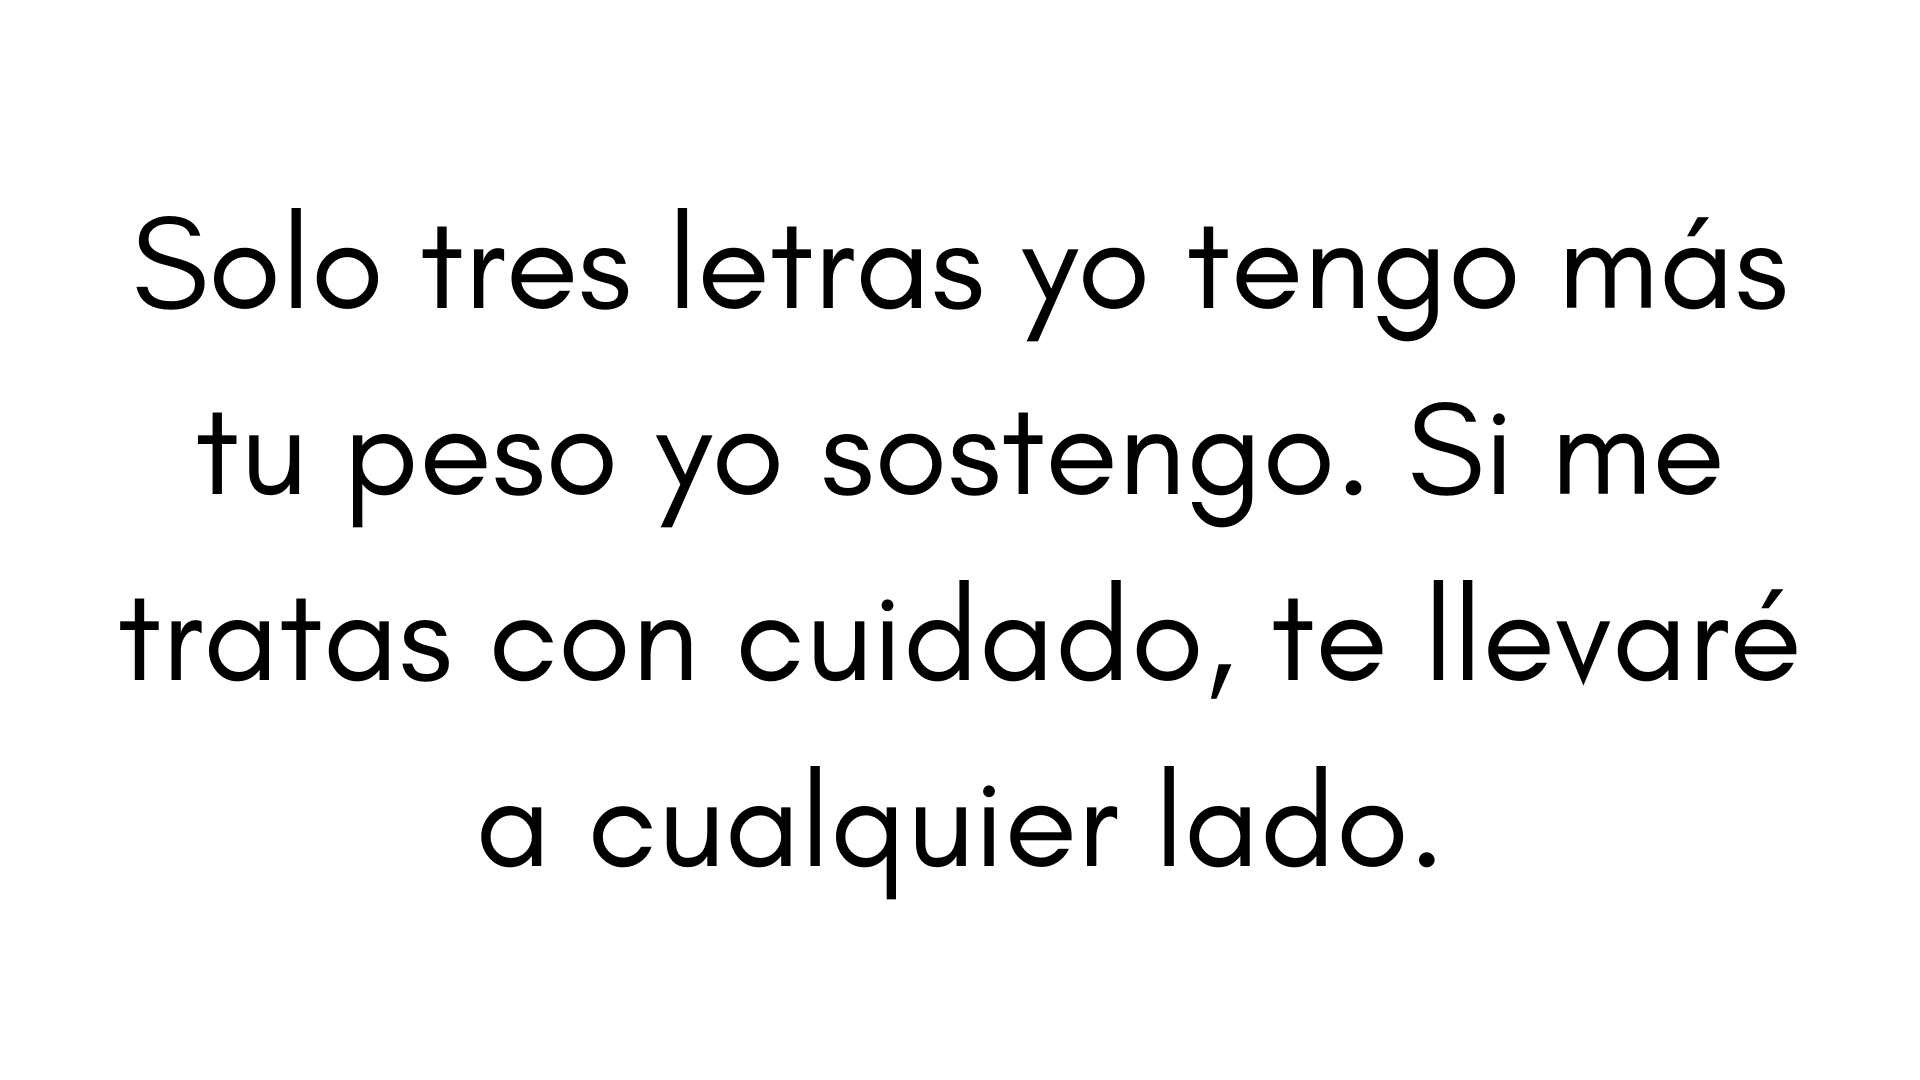 Solo tres letras yo tengo más
tu peso yo sostengo. Si me
tratas con cuidado, te llevaré
a cualquier lado.